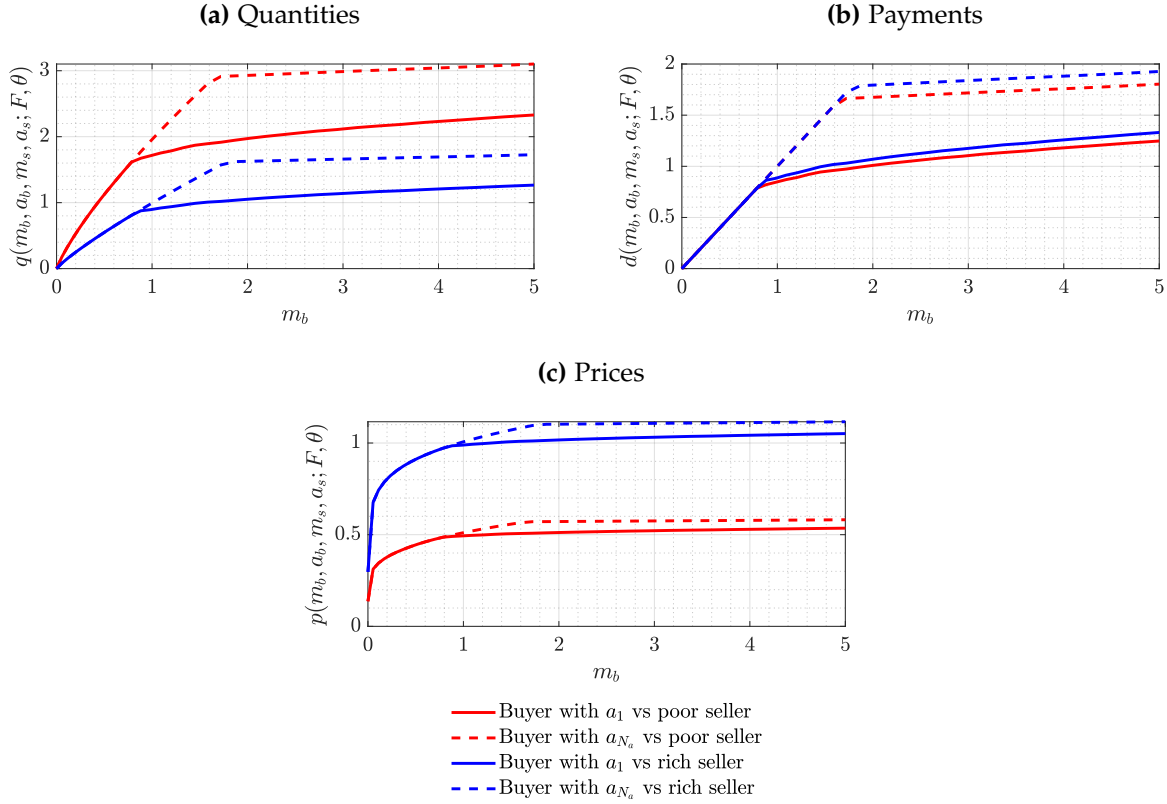 (a) Quantities
q(m_b, a_b, m_s, a_s; F, θ)
3
2
1
0
0 1 2 3 4 5
m_b
(b) Payments
d(m_b, a_b, m_s, a_s; F, θ)
2
1.5
1
0.5
0
0 1 2 3 4 5
m_b
(c) Prices
p(m_b, a_b, m_s, a_s; F, θ)
1
0.5
0
0 1 2 3 4 5
m_b
Buyer with a_1 vs poor seller
Buyer with a_{N_a} vs poor seller
Buyer with a_1 vs rich seller
Buyer with a_{N_a} vs rich seller